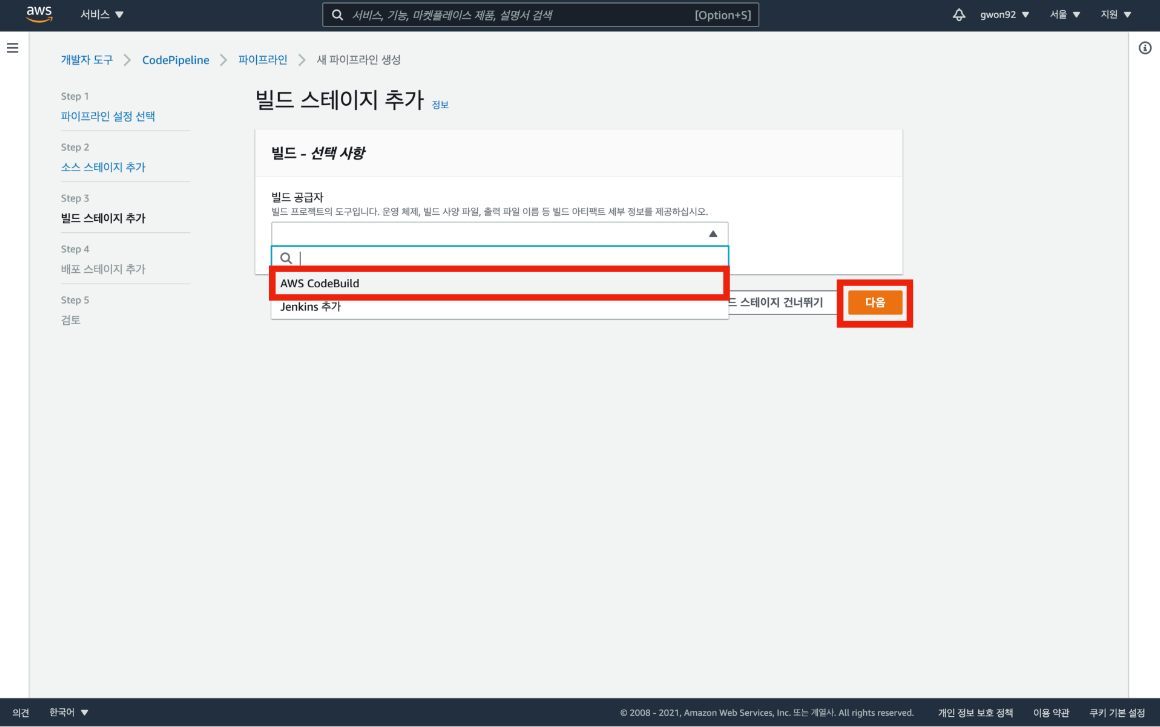 aws 서비스 ▼ 서비스, 기능, 마켓플레이스 제품, 설명서 검색 [Option+S] gwon92 ▼ 서울 ▼ 지원 ▼
개발자 도구 > CodePipeline > 파이프라인 > 새 파이프라인 생성
Step 1
파이프라인 설정 선택
Step 2
소스 스테이지 추가
Step 3
빌드 스테이지 추가
Step 4
배포 스테이지 추가
Step 5
검토
빌드 스테이지 추가 정보
빌드 - 선택 사항
빌드 공급자
빌드 프로젝트의 도구입니다. 운영 체제, 빌드 사양 파일, 출력 파일 이름 등 빌드 아티팩트 세부 정보를 제공하십시오.
AWS CodeBuild
Jenkins 추가
드 스테이지 건너뛰기 다음
의견 한국어 ▼ © 2008 - 2021, Amazon Web Services, Inc. 또는 계열사. All rights reserved. 개인 정보 보호 정책 이용 약관 쿠키 기본 설정